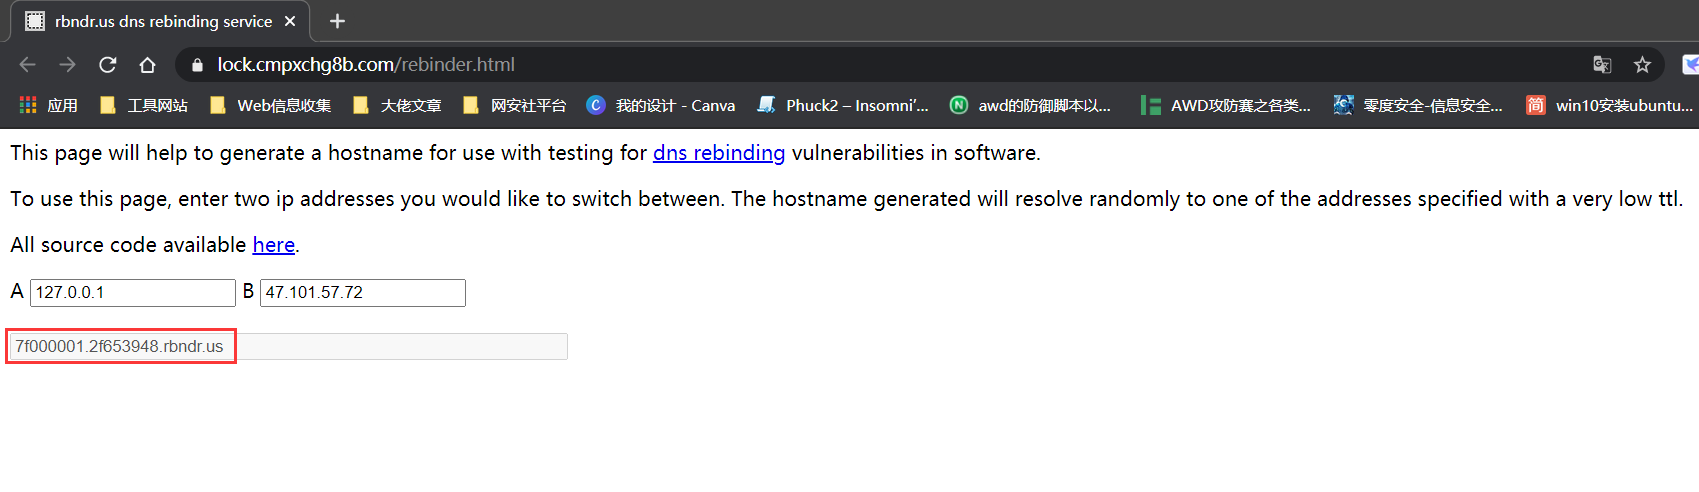 rbndr.us dns rebinding service
lock.cmpxchg8b.com/rebinder.html
应用 工具网站 Web信息收集 大佬文章 网安社平台 我的设计 - Canva Phuck2 – Insomni'... awd的防御脚本以... AWD攻防赛之各类... 零度安全-信息安全... 简 win10安装ubuntu...
This page will help to generate a hostname for use with testing for dns rebinding vulnerabilities in software.
To use this page, enter two ip addresses you would like to switch between. The hostname generated will resolve randomly to one of the addresses specified with a very low ttl.
All source code available here.
A 127.0.0.1 B 47.101.57.72
7f000001.2f653948.rbndr.us